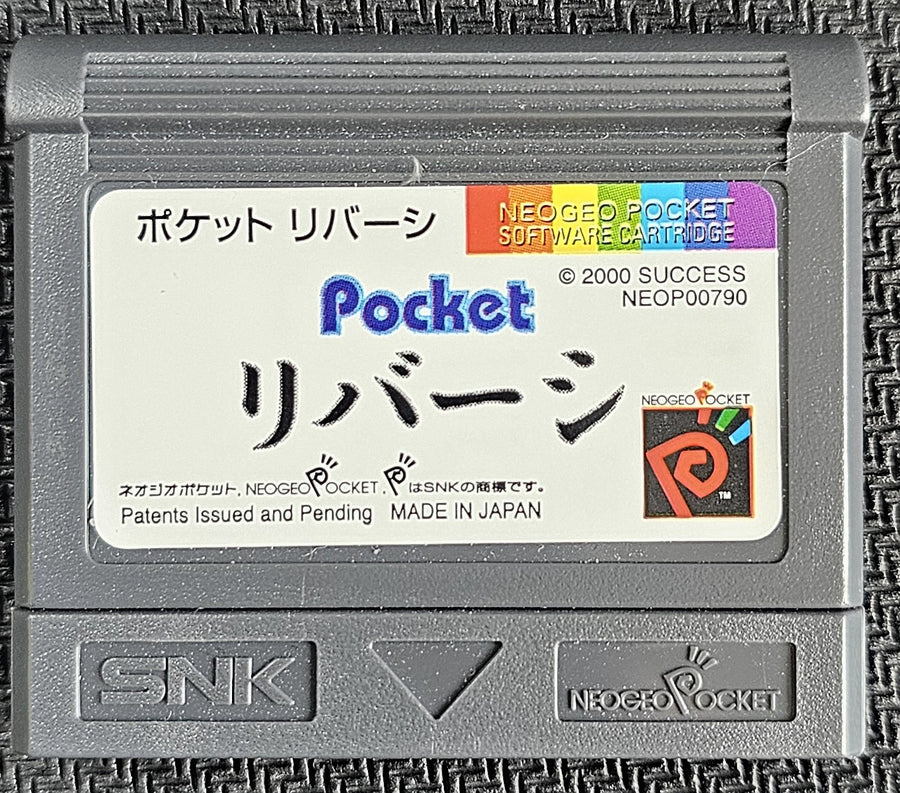 ポケット リバーシ
NEOGEO POCKET
SOFTWARE CARTRIDGE
© 2000 SUCCESS
NEOP00790
Pocket
リバーシ
NEOGEO POCKET
TM
ネオジオポケット, NEOGEO POCKET, P はSNKの商標です。
Patents Issued and Pending MADE IN JAPAN
SNK
NEOGEO POCKET